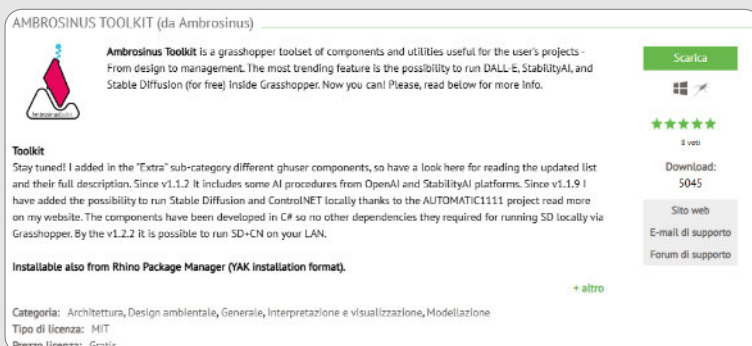 AMBROSINUS TOOLKIT (da Ambrosinus)
Ambrosinus Toolkit is a grasshopper toolset of components and utilities useful for the user's projects -
From design to management. The most trending feature is the possibility to run DALL-E, StabilityAI, and
Stable Diffusion (for free) inside Grasshopper. Now you can! Please, read below for more info.
Toolkit
Stay tuned! I added in the "Extra" sub-category different ghuser components, so have a look here for reading the updated list
and their full description. Since v1.1.2 it includes some AI procedures from OpenAI and StabilityAI platforms. Since v1.1.9 I
have added the possibility to run Stable Diffusion and ControlNET locally thanks to the AUTOMATIC1111 project read more
on my website. The components have been developed in C# so no other dependencies they required for running SD locally via
Grasshopper. By the v1.2.2 it is possible to run SD+CN on your LAN.
Installable also from Rhino Package Manager (YAK installation format).
+ altro
Categoria: Architettura, Design ambientale, Generale, Interpretazione e visualizzazione, Modellazione
Tipo di licenza: MIT
Prezzo licenza: Gratis
Scarica
8 voti
Download:
5045
Sito web
E-mail di supporto
Forum di supporto